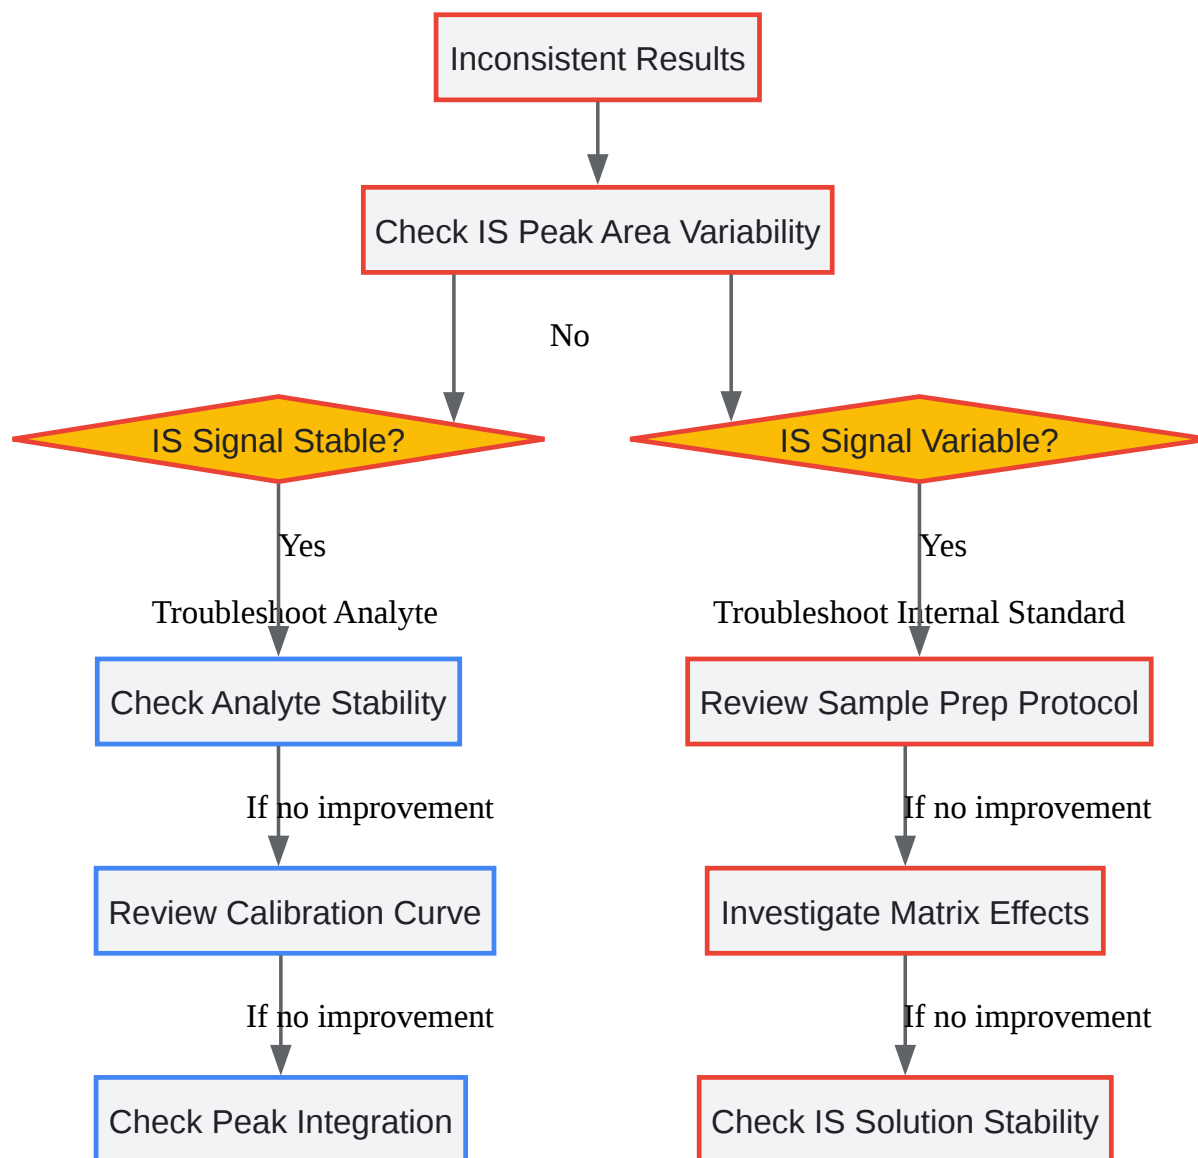 Inconsistent Results
Check IS Peak Area Variability
No
IS Signal Stable?
IS Signal Variable?
Yes
Yes
Troubleshoot Analyte
Troubleshoot Internal Standard
Check Analyte Stability
Review Sample Prep Protocol
If no improvement
If no improvement
Review Calibration Curve
Investigate Matrix Effects
If no improvement
If no improvement
Check Peak Integration
Check IS Solution Stability